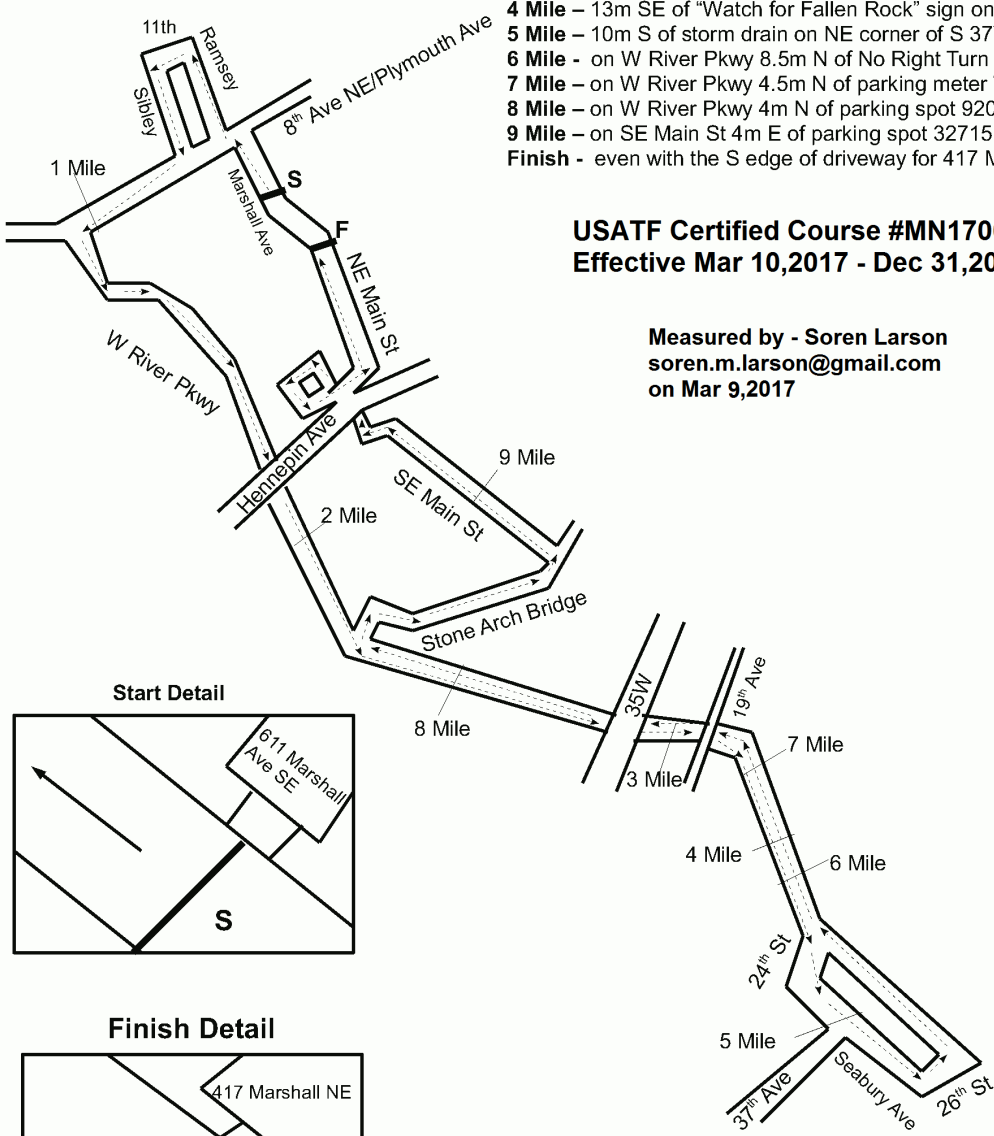 4 Mile – 13m SE of “Watch for Fallen Rock” sign on
5 Mile – 10m S of storm drain on NE corner of S 37
6 Mile - on W River Pkwy 8.5m N of No Right Turn
7 Mile – on W River Pkwy 4.5m N of parking meter
8 Mile – on W River Pkwy 4m N of parking spot 920
9 Mile – on SE Main St 4m E of parking spot 32715
Finish - even with the S edge of driveway for 417 M
11th
Ramsey
Sibley
8th Ave NE/Plymouth Ave
1 Mile
Marshall Ave
S
F
NE Main St
USATF Certified Course #MN170
Effective Mar 10,2017 - Dec 31,20
Measured by - Soren Larson
soren.m.larson@gmail.com
on Mar 9,2017
W River Pkwy
Hennepin Ave
9 Mile
SE Main St
2 Mile
Stone Arch Bridge
35W
19th Ave
8 Mile
3 Mile
7 Mile
4 Mile
6 Mile
24th St
5 Mile
37th Ave
Seabury Ave
26th St
Start Detail
611 Marshall
Ave SE
S
Finish Detail
417 Marshall NE